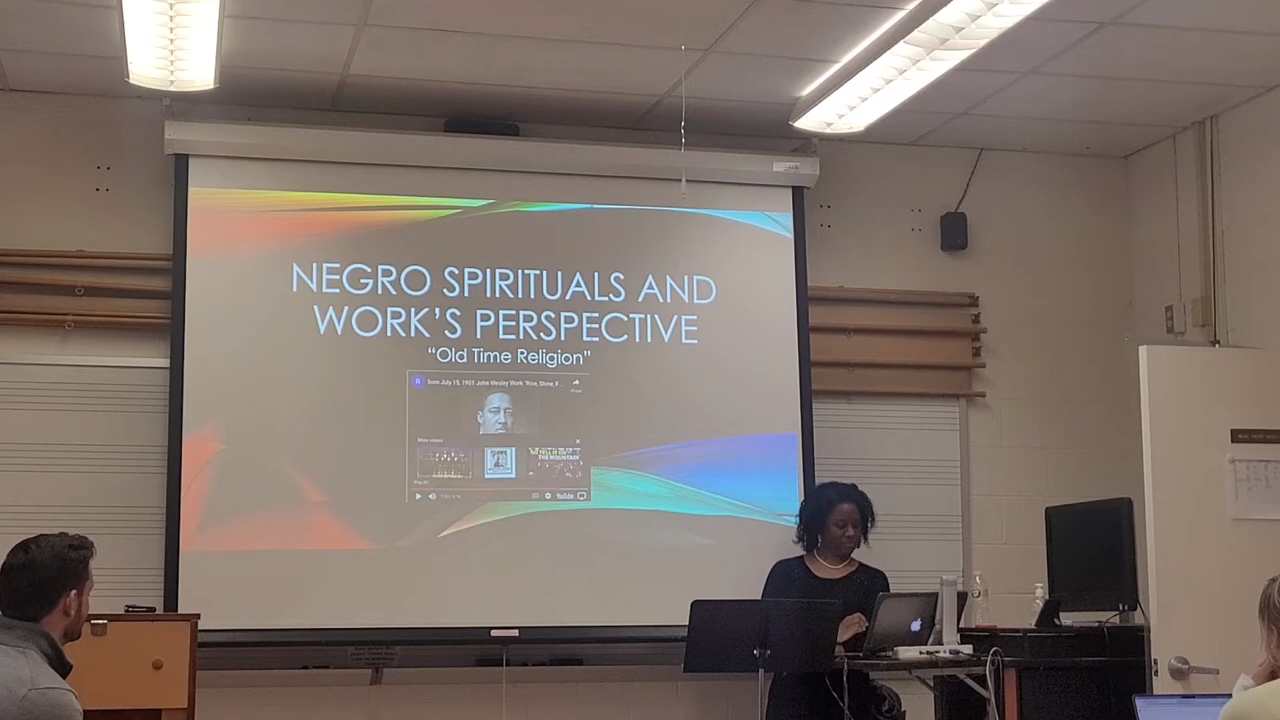 NEGRO SPIRITUALS AND
WORK'S PERSPECTIVE
“Old Time Religion”
R born July 15, 1901 John Wesley Work "Rise, Shine, F...
Share
More videos
GO TELL IT ON
THE MOUNTAIN
YouTube